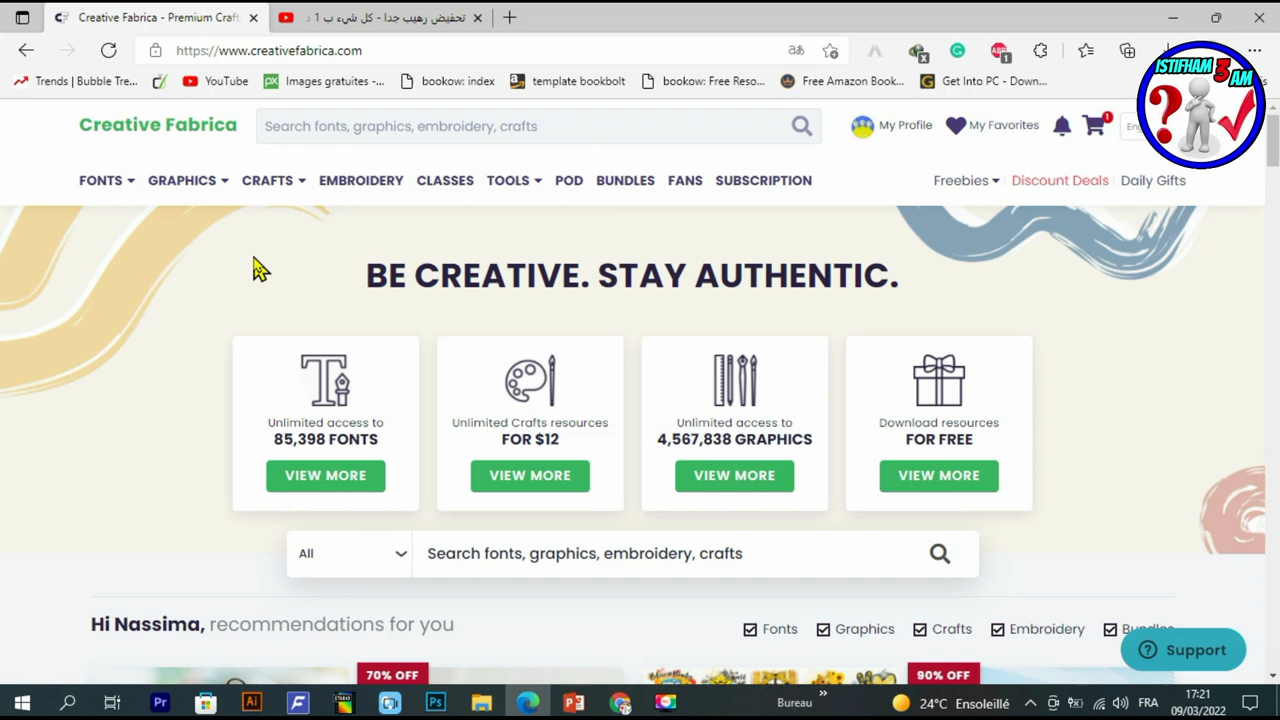 Creative Fabrica - Premium Craft
تحقيض رهيب جدا - كل شيء ب 1 د
https://www.creativefabrica.com
Trends | Bubble Tre...
YouTube
Images gratuites -...
bookow
template bookbolt
bookow: Free Reso...
Free Amazon Book...
Get Into PC - Down...
ISTIFHAM 3 AM
Creative Fabrica
Search fonts, graphics, embroidery, crafts
My Profile
My Favorites
1
FONTS
GRAPHICS
CRAFTS
EMBROIDERY
CLASSES
TOOLS
POD
BUNDLES
FANS
SUBSCRIPTION
Freebies
Discount Deals
Daily Gifts
BE CREATIVE. STAY AUTHENTIC.
Unlimited access to
85,398 FONTS
VIEW MORE
Unlimited Crafts resources
FOR $12
VIEW MORE
Unlimited access to
4,567,838 GRAPHICS
VIEW MORE
Download resources
FOR FREE
VIEW MORE
All
Search fonts, graphics, embroidery, crafts
Hi Nassima, recommendations for you
Fonts
Graphics
Crafts
Embroidery
Support
70% OFF
90% OFF
Bureau
24°C Ensoleillé
FRA
17:21
09/03/2022